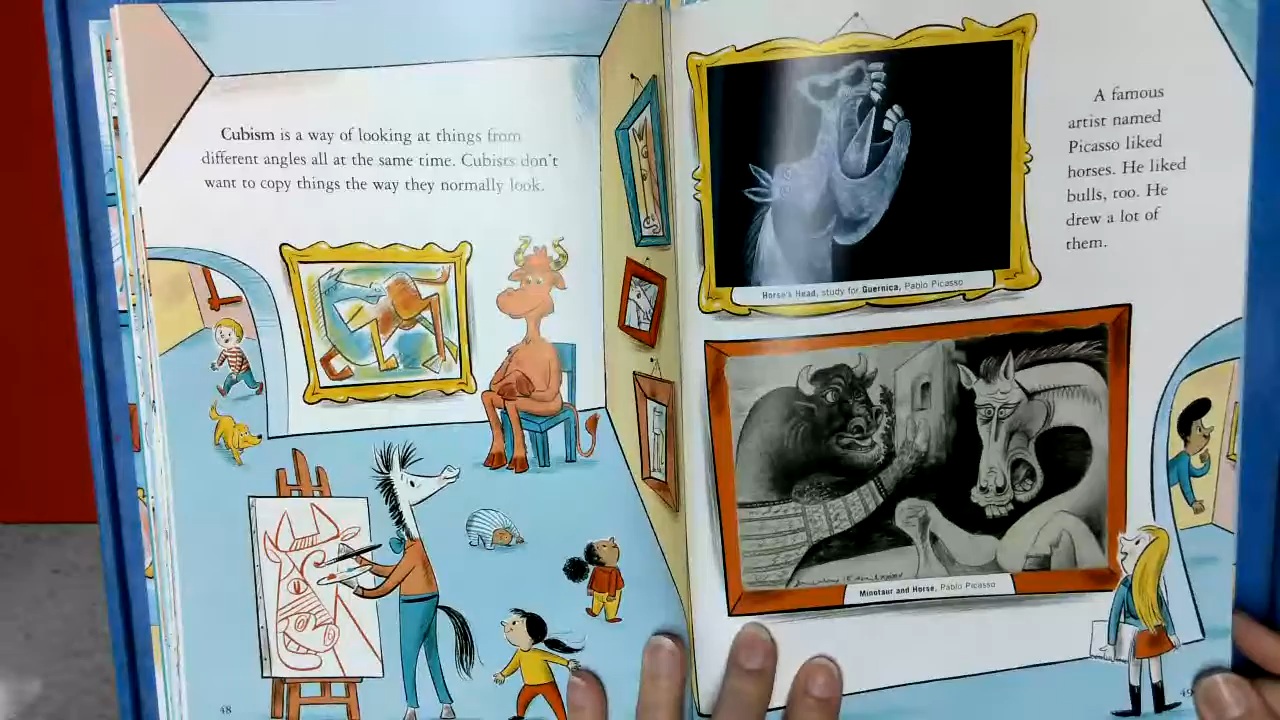 Cubism is a way of looking at things from
different angles all at the same time. Cubists don't
want to copy things the way they normally look.
48
Horse's Head, study for Guernica, Pablo Picasso
A famous
artist named
Picasso liked
horses. He liked
bulls, too. He
drew a lot of
them.
Minotaur and Horse, Pablo Picasso
49